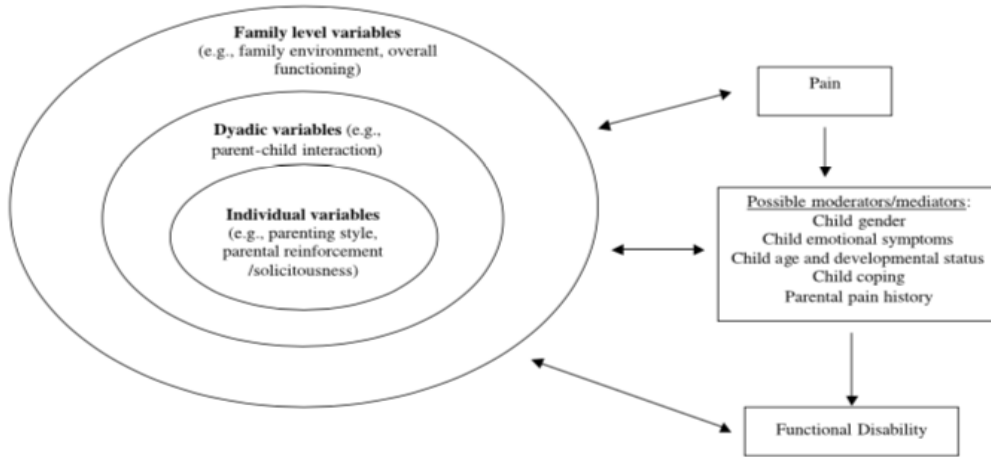 Family level variables
(e.g., family environment, overall
functioning)
Dyadic variables (e.g.,
parent-child interaction)
Individual variables
(e.g., parenting style,
parental reinforcement
/solicitousness)
Pain
Possible moderators/mediators:
Child gender
Child emotional symptoms
Child age and developmental status
Child coping
Parental pain history
Functional Disability